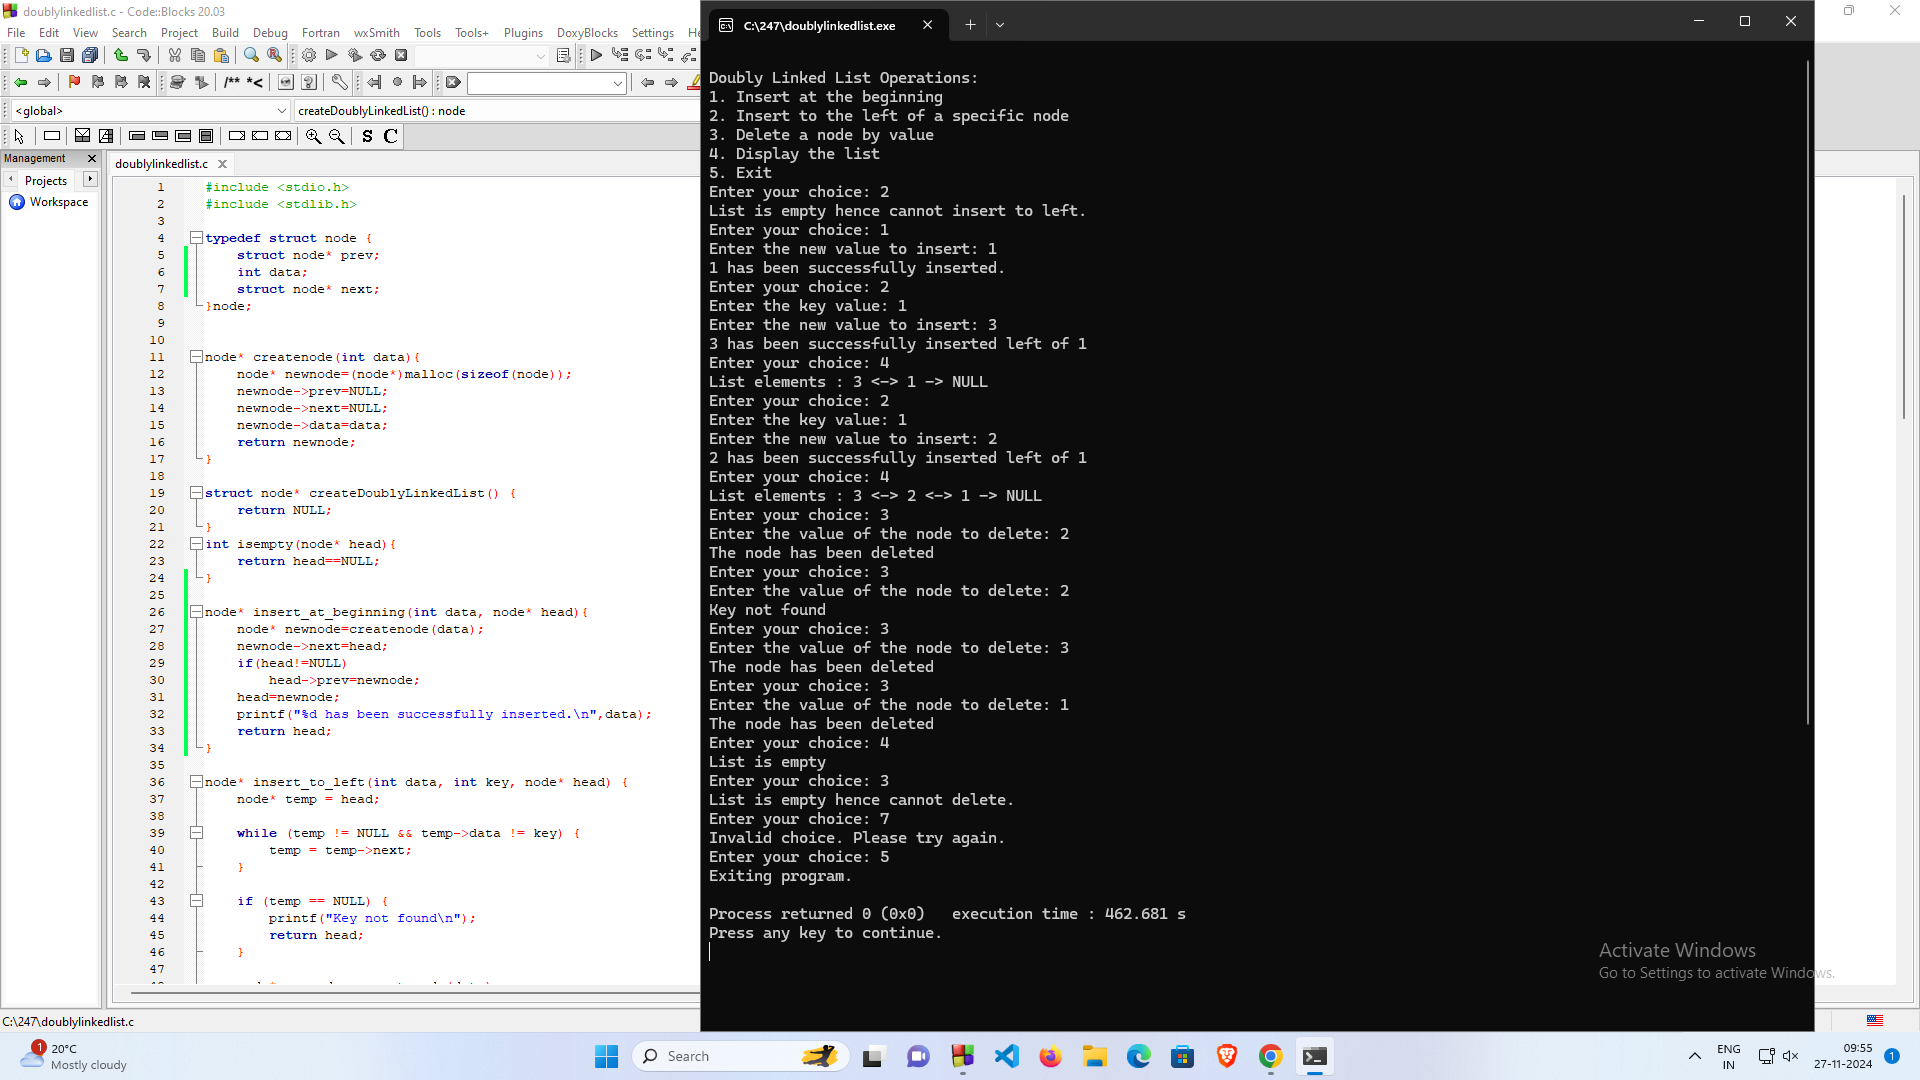 doublylinkedlist.c - Code::Blocks 20.03
File Edit View Search Project Build Debug Fortran wxSmith Tools Tools+ Plugins DoxyBlocks Settings He
<global>
createDoublyLinkedList() : node
S C
Management
Projects
Workspace
doublylinkedlist.c
1 #include <stdio.h>
2 #include <stdlib.h>
3
4 typedef struct node {
5 struct node* prev;
6 int data;
7 struct node* next;
8 }node;
9
10
11 node* createnode(int data){
12 node* newnode=(node*)malloc(sizeof(node));
13 newnode->prev=NULL;
14 newnode->next=NULL;
15 newnode->data=data;
16 return newnode;
17 }
18
19 struct node* createDoublyLinkedList() {
20 return NULL;
21 }
22 int isempty(node* head){
23 return head==NULL;
24 }
25
26 node* insert_at_beginning(int data, node* head){
27 node* newnode=createnode(data);
28 newnode->next=head;
29 if(head!=NULL)
30 head->prev=newnode;
31 head=newnode;
32 printf("%d has been successfully inserted.\n",data);
33 return head;
34 }
35
36 node* insert_to_left(int data, int key, node* head) {
37 node* temp = head;
38
39 while (temp != NULL && temp->data != key) {
40 temp = temp->next;
41 }
42
43 if (temp == NULL) {
44 printf("Key not found\n");
45 return head;
46 }
47
C:\247\doublylinkedlist.c
C:\247\doublylinkedlist.exe
Doubly Linked List Operations:
1. Insert at the beginning
2. Insert to the left of a specific node
3. Delete a node by value
4. Display the list
5. Exit
Enter your choice: 2
List is empty hence cannot insert to left.
Enter your choice: 1
Enter the new value to insert: 1
1 has been successfully inserted.
Enter your choice: 2
Enter the key value: 1
Enter the new value to insert: 3
3 has been successfully inserted left of 1
Enter your choice: 4
List elements : 3 <-> 1 -> NULL
Enter your choice: 2
Enter the key value: 1
Enter the new value to insert: 2
2 has been successfully inserted left of 1
Enter your choice: 4
List elements : 3 <-> 2 <-> 1 -> NULL
Enter your choice: 3
Enter the value of the node to delete: 2
The node has been deleted
Enter your choice: 3
Enter the value of the node to delete: 2
Key not found
Enter your choice: 3
Enter the value of the node to delete: 3
The node has been deleted
Enter your choice: 3
Enter the value of the node to delete: 1
The node has been deleted
Enter your choice: 4
List is empty
Enter your choice: 3
List is empty hence cannot delete.
Enter your choice: 7
Invalid choice. Please try again.
Enter your choice: 5
Exiting program.
Process returned 0 (0x0) execution time : 462.681 s
Press any key to continue.
Activate Windows
Go to Settings to activate Windows.
1
20°C
Mostly cloudy
Search
ENG
IN
09:55
27-11-2024
1